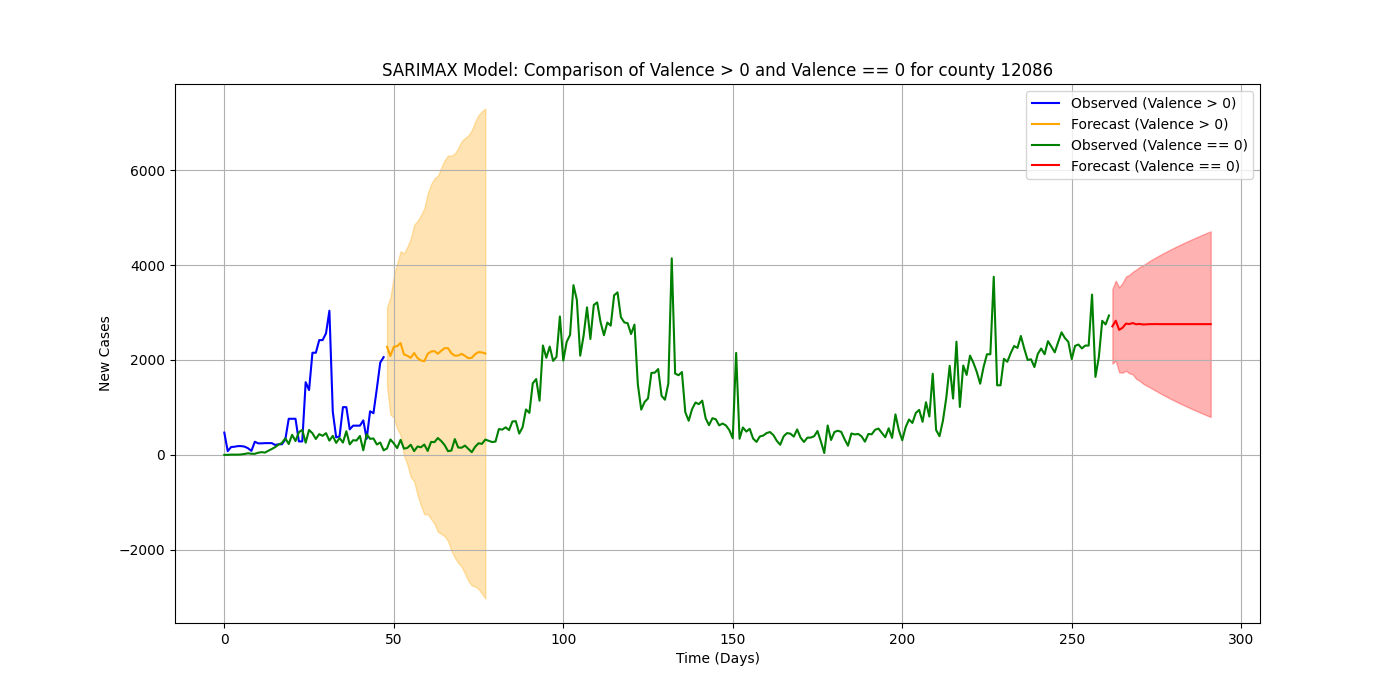 SARIMAX Model: Comparison of Valence > 0 and Valence == 0 for county 12086
Observed (Valence > 0)
Forecast (Valence > 0)
Observed (Valence == 0)
Forecast (Valence == 0)
New Cases
6000
4000
2000
0
−2000
0 50 100 150 200 250 300
Time (Days)